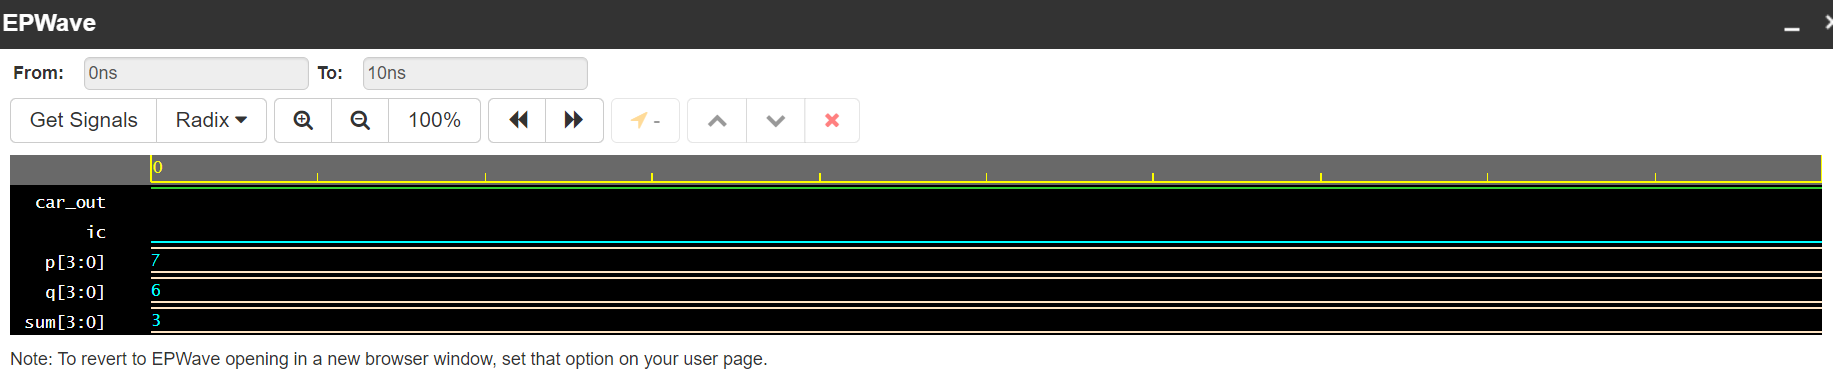 EPWave
From: 0ns To: 10ns
Get Signals Radix 100% -
0
car_out
ic
p[3:0] 7
q[3:0] 6
sum[3:0] 3
Note: To revert to EPWave opening in a new browser window, set that option on your user page.